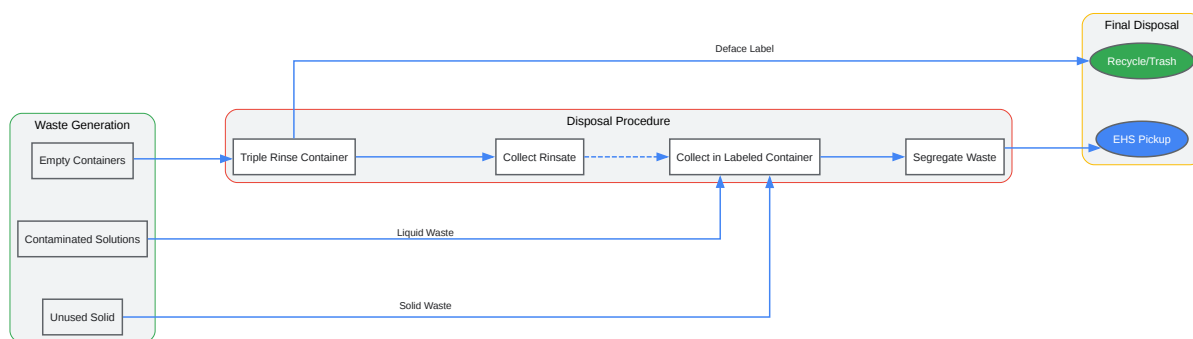 Final Disposal
Deface Label
Recycle/Trash
Waste Generation
Disposal Procedure
Empty Containers
Triple Rinse Container
Collect Rinsate
Collect in Labeled Container
Segregate Waste
EHS Pickup
Contaminated Solutions
Liquid Waste
Unused Solid
Solid Waste